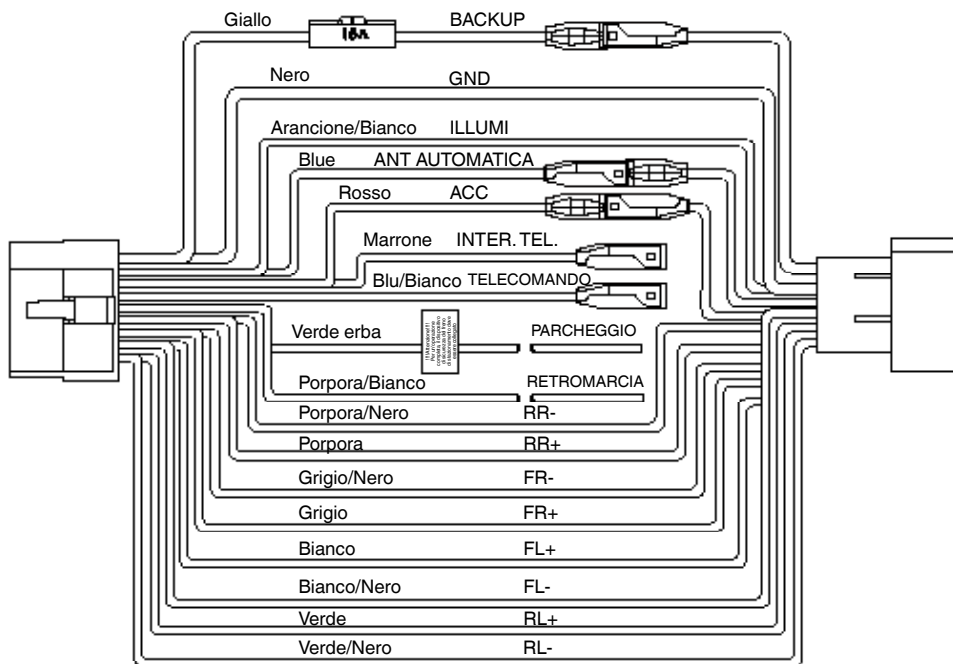 Giallo BACKUP
Nero GND
Arancione/Bianco ILLUMI
Blue ANT AUTOMATICA
Rosso ACC
Marrone INTER. TEL.
Blu/Bianco TELECOMANDO
Verde erba PARCHEGGIO
Porpora/Bianco RETROMARCIA
Porpora/Nero RR-
Porpora RR+
Grigio/Nero FR-
Grigio FR+
Bianco FL+
Bianco/Nero FL-
Verde RL+
Verde/Nero RL-